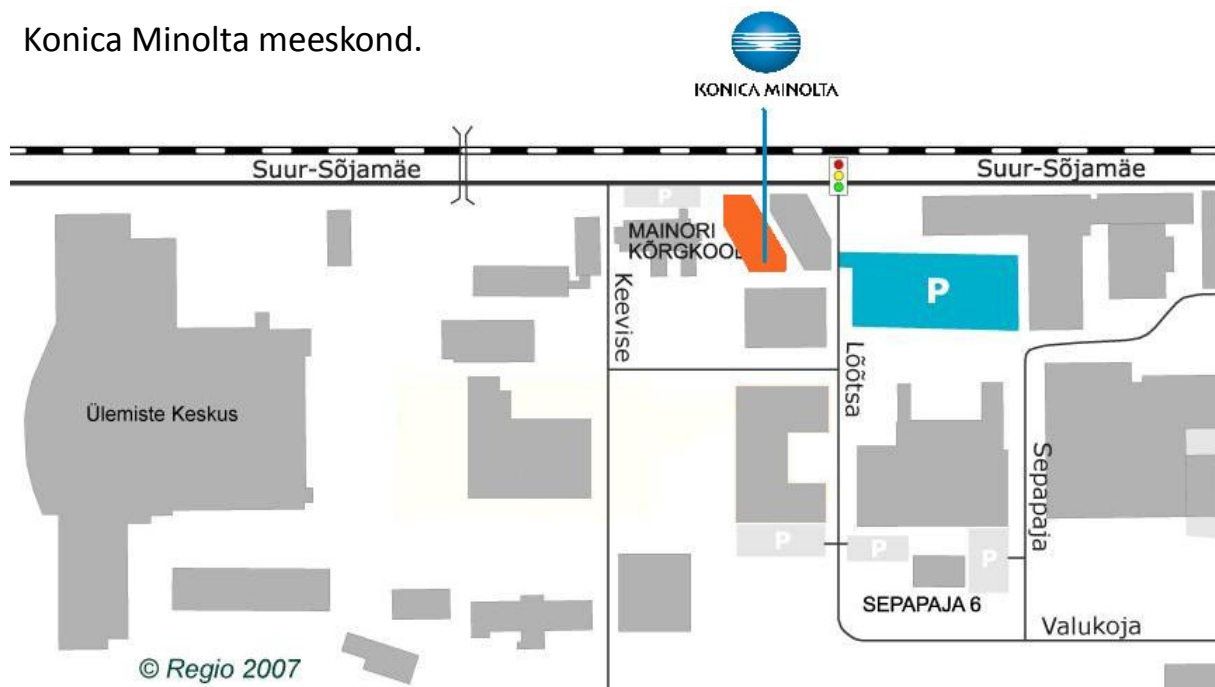 Konica Minolta meeskond.
KONICA MINOLTA
Suur-Sõjamäe
Suur-Sõjamäe
P
MAINORI
KÕRGKOOL
Keevise
P
Lõõtsa
Ülemiste Keskus
Sepapaja
P
P
P
SEPAPAJA 6
Valukoja
© Regio 2007